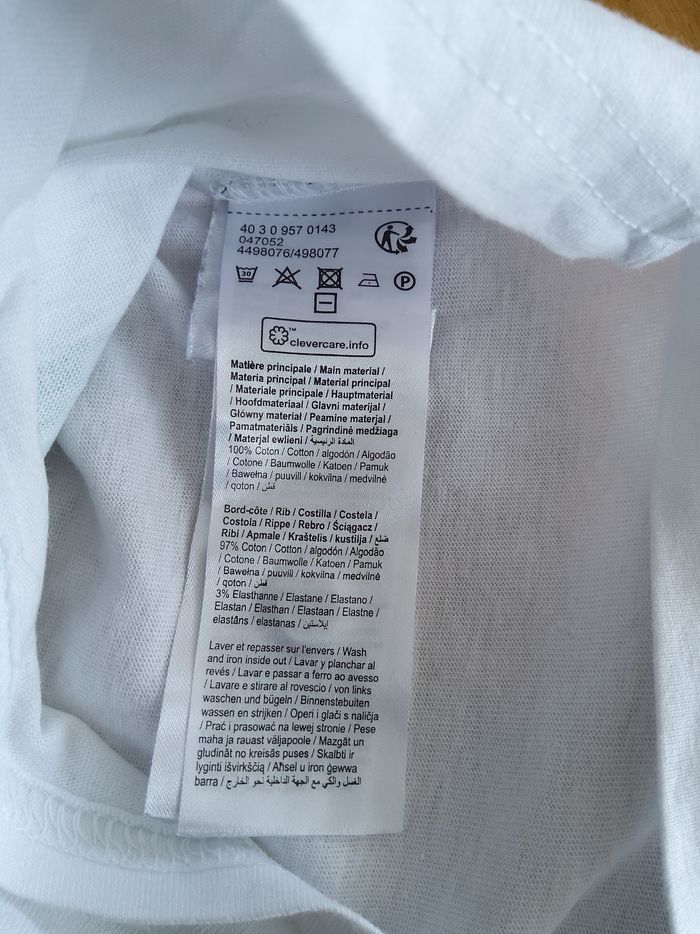 40 3 0 957 0143
047052
4498076/498077
30
P
™
clevercare.info
Matière principale / Main material /
Materia principal / Material principal
/ Materiale principale / Hauptmaterial
/ Hoofdmateriaal / Glavni materijal /
Główny materiał / Peamine materjal /
Pamatmateriāls / Pagrindinė medžiaga
/ Materjal ewlieni / المادة الرئيسية
100% Coton / Cotton / algodón / Algodão
/ Cotone / Baumwolle / Katoen / Pamuk
/ Bawełna / puuvill / kokvilna / medvilnė
/ qoton / قطن
Bord-côte / Rib / Costilla / Costela /
Costola / Rippe / Rebro / Ściągacz /
Ribi / Apmale / Kraštelis / kustilja / ضلع
97% Coton / Cotton / algodón / Algodão
/ Cotone / Baumwolle / Katoen / Pamuk
/ Bawełna / puuvill / kokvilna / medvilnė
/ qoton / قطن
3% Elasthanne / Elastane / Elastano /
Elastan / Elasthan / Elastaan / Elastne /
elastāns / elastanas / إيلاستين
Laver et repasser sur l'envers / Wash
and iron inside out / Lavar y planchar al
revés / Lavar e passar a ferro ao avesso
/ Lavare e stirare al rovescio / von links
waschen und bügeln / Binnenstebuiten
wassen en strijken / Operi i glači s naličja
/ Prać i prasować na lewej stronie / Pese
maha ja rauast väljapoole / Mazgāt un
gludināt no kreisās puses / Skalbti ir
lyginti išvirkščią / Aħsel u iron ġewwa
barra / الغسل والكي مع الجهة الداخلية نحو الخارج